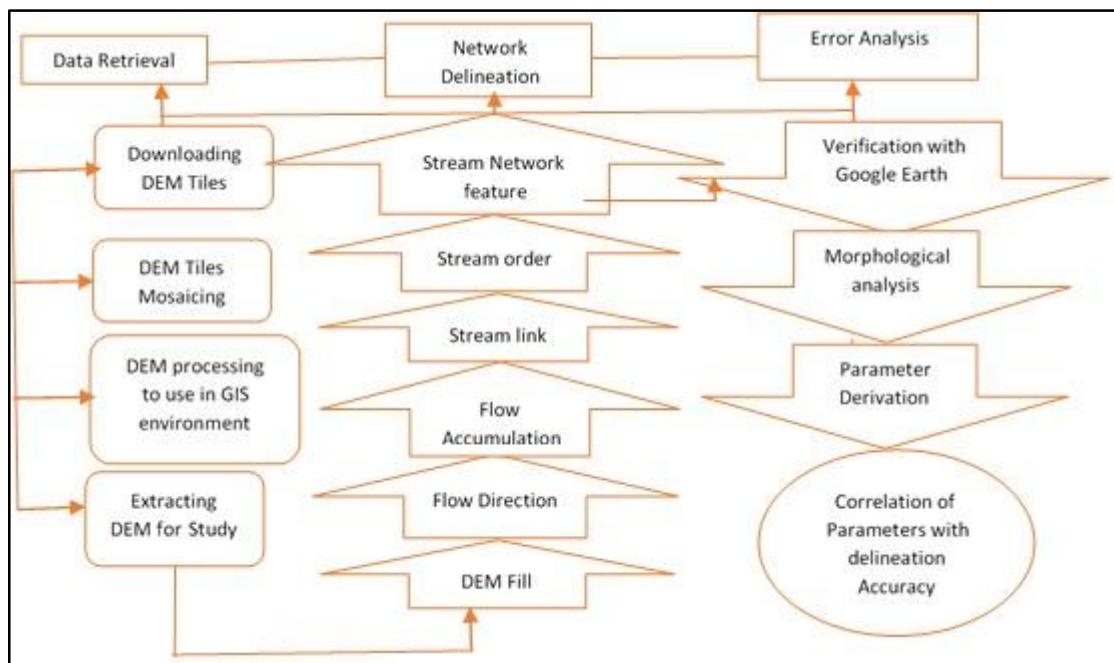 Data Retrieval
Network
Delineation
Error Analysis
Downloading
DEM Tiles
DEM Tiles
Mosaicing
DEM processing
to use in GIS
environment
Extracting
DEM for Study
Stream Network
feature
Stream order
Stream link
Flow
Accumulation
Flow Direction
DEM Fill
Verification with
Google Earth
Morphological
analysis
Parameter
Derivation
Correlation of
Parameters with
delineation
Accuracy